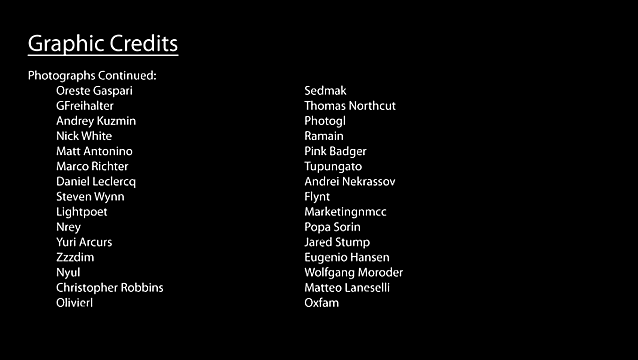 Graphic Credits
Photographs Continued:
Oreste Gaspari
GFreihalter
Andrey Kuzmin
Nick White
Matt Antonino
Marco Richter
Daniel Leclercq
Steven Wynn
Lightpoet
Nrey
Yuri Arcurs
Zzzdim
Nyul
Christopher Robbins
Olivierl
Sedmak
Thomas Northcut
Photogl
Ramain
Pink Badger
Tupungato
Andrei Nekrassov
Flynt
Marketingnmcc
Popa Sorin
Jared Stump
Eugenio Hansen
Wolfgang Moroder
Matteo Laneselli
Oxfam